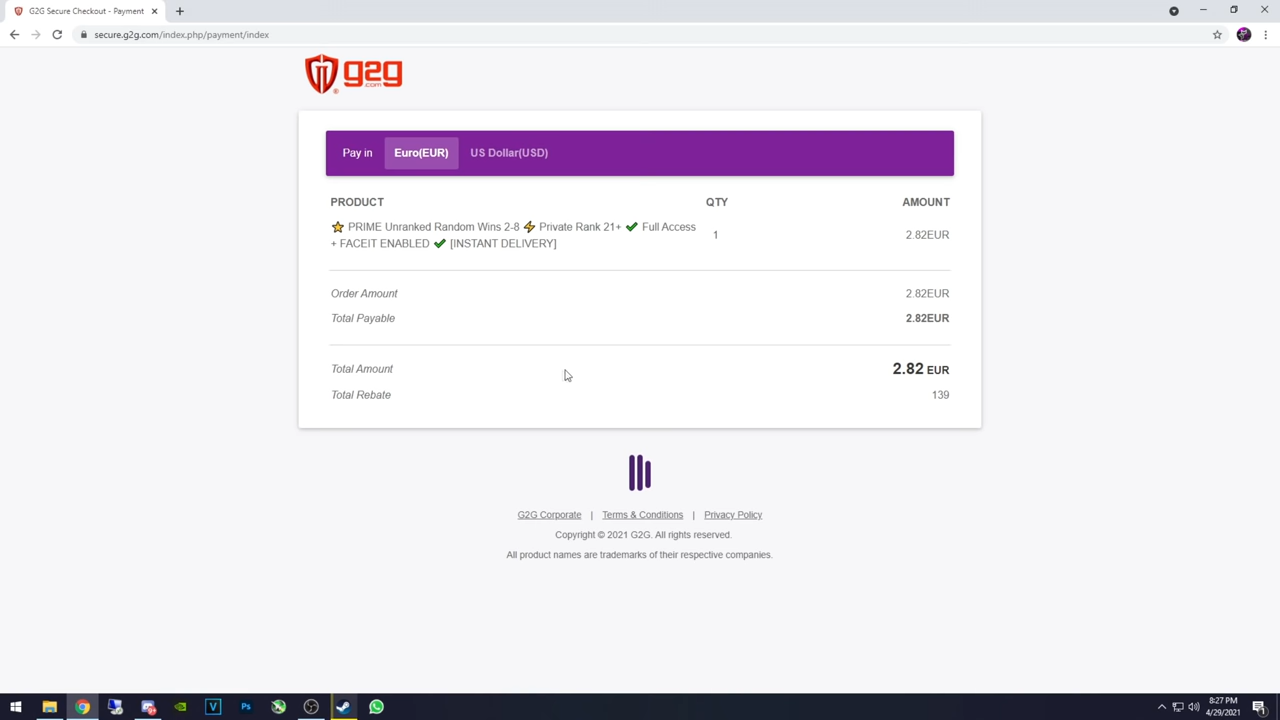 G2G Secure Checkout - Payment
secure.g2g.com/index.php/payment/index
g2g
.com
Pay in Euro(EUR) US Dollar(USD)
PRODUCT QTY AMOUNT
⭐ PRIME Unranked Random Wins 2-8 ⚡ Private Rank 21+ ✔ Full Access
+ FACEIT ENABLED ✔ [INSTANT DELIVERY] 1 2.82EUR
Order Amount 2.82EUR
Total Payable 2.82EUR
Total Amount 2.82 EUR
Total Rebate 139
G2G Corporate | Terms & Conditions | Privacy Policy
Copyright © 2021 G2G. All rights reserved.
All product names are trademarks of their respective companies.
8:27 PM
4/29/2021